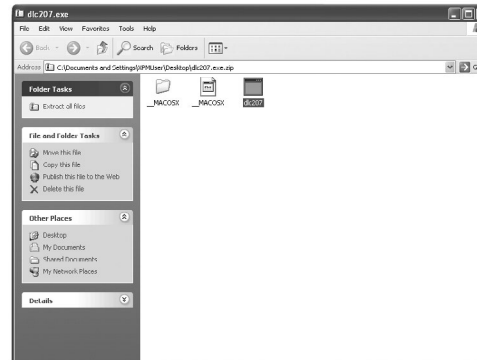 dlc207.exe
File Edit View Favorites Tools Help
Back Search Folders
Address C:\Documents and Settings\XPMUser\Desktop\dlc207.exe.zip
Folder Tasks
Extract all files
File and Folder Tasks
Move this file
Copy this file
Publish this file to the Web
Delete this file
Other Places
Desktop
My Documents
Shared Documents
My Network Places
Details
__MACOSX __MACOSX dlc207